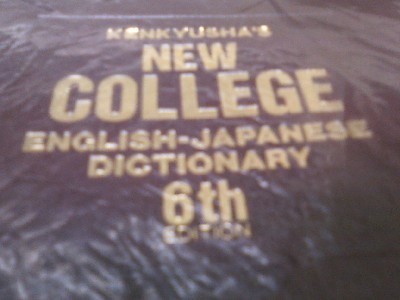 KENKYUSHA'S
NEW
COLLEGE
ENGLISH-JAPANESE
DICTIONARY
6th
EDITION